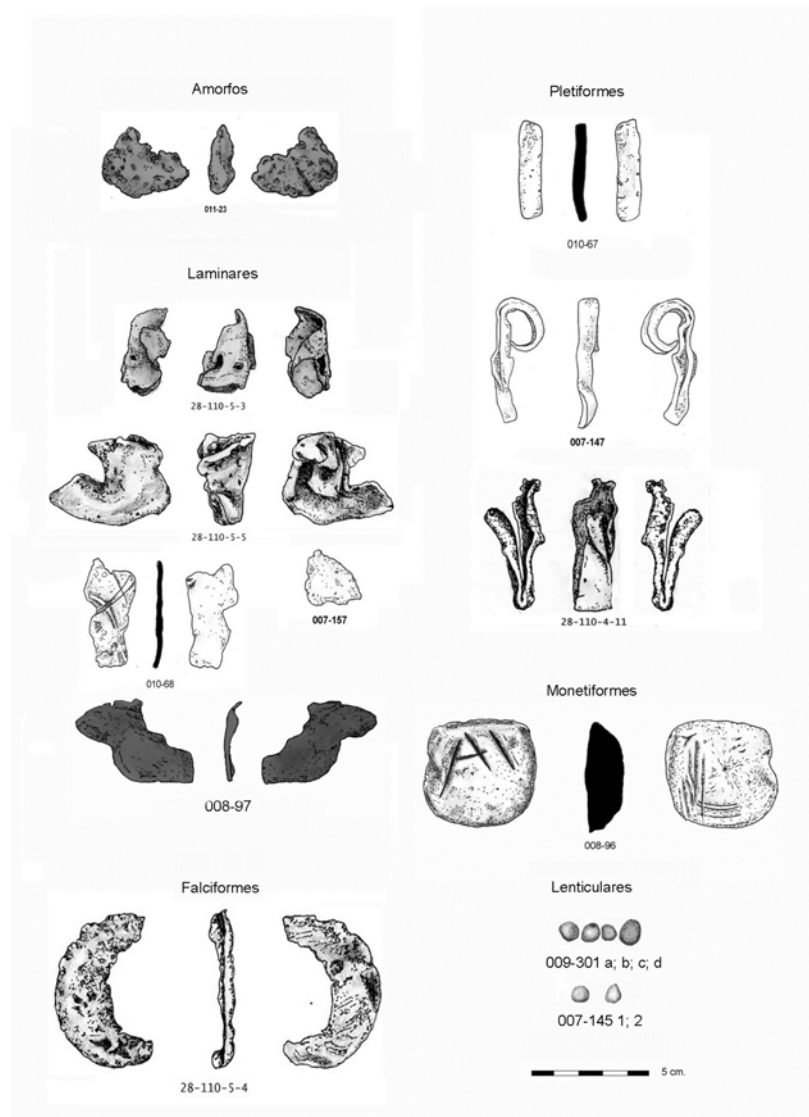 Amorfos
011-23
Laminares
28-110-5-3
28-110-5-5
007-157
010-68
008-97
Falciformes
28-110-5-4
Pletiformes
010-67
007-147
28-110-4-11
Monetiformes
AI
008-96
Lenticulares
009-301 a; b; c; d
007-145 1; 2
5 cm.